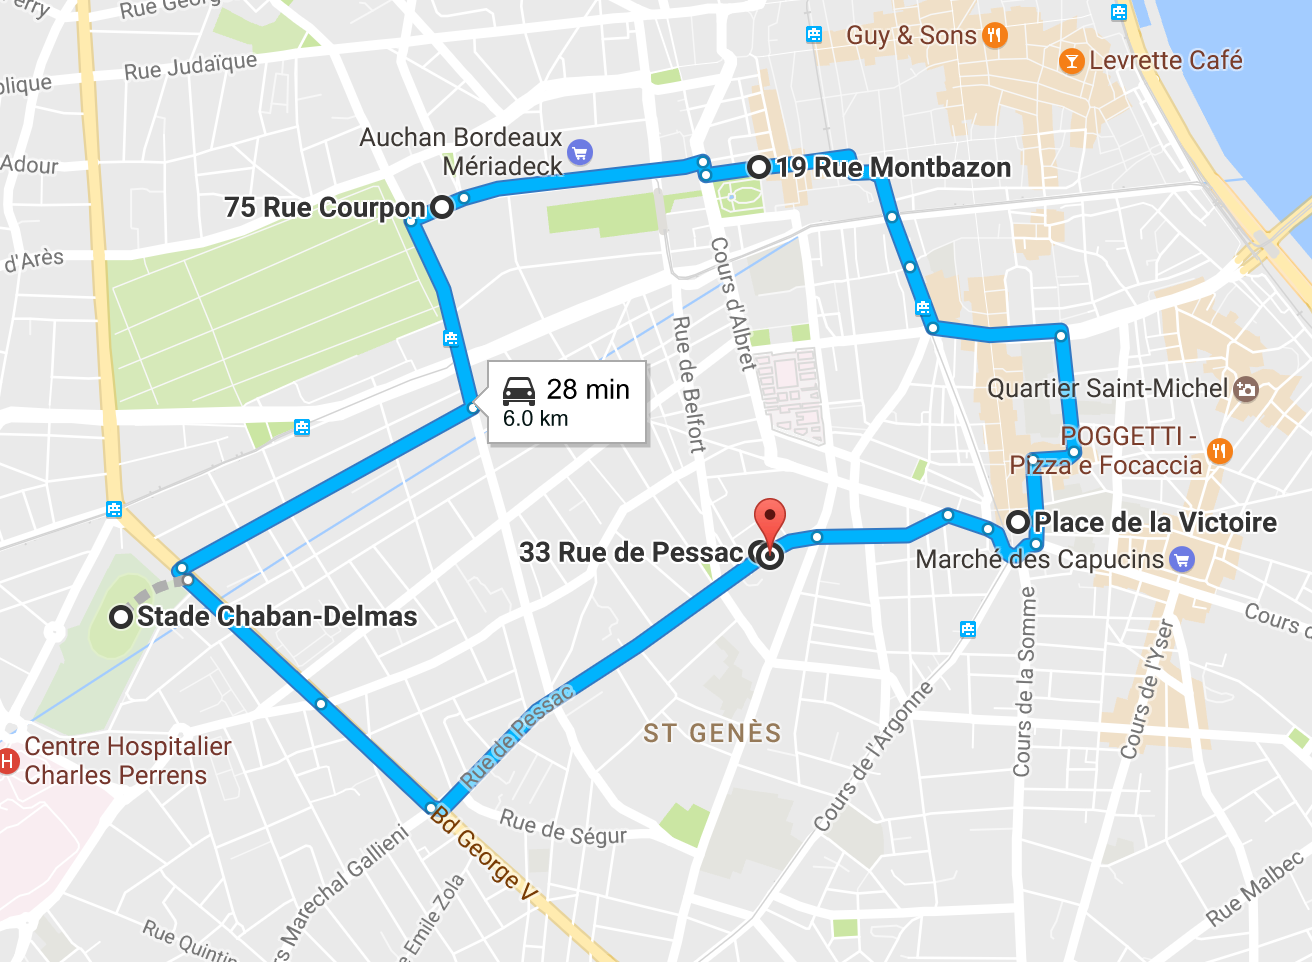 Rue Georg
Guy & Sons
Levrette Café
Rue Judaïque
Auchan Bordeaux
Mériadeck
Adour
19 Rue Montbazon
75 Rue Courpon
d'Arès
Cours d'Albret
Rue de Belfort
28 min
6.0 km
Quartier Saint-Michel
POGGETTI -
Pizza e Focaccia
Place de la Victoire
33 Rue de Pessac
Marché des Capucins
Stade Chaban-Delmas
Cours d
Cours de la Somme
Cours de l'Yser
Rue de Pessac
ST GENÈS
Cours de l'Argonne
Centre Hospitalier
Charles Perrens
H
Bd George V
Rue de Ségur
s Marechal Gallieni
e Emile Zola
Rue Malbec
Rue Quintin